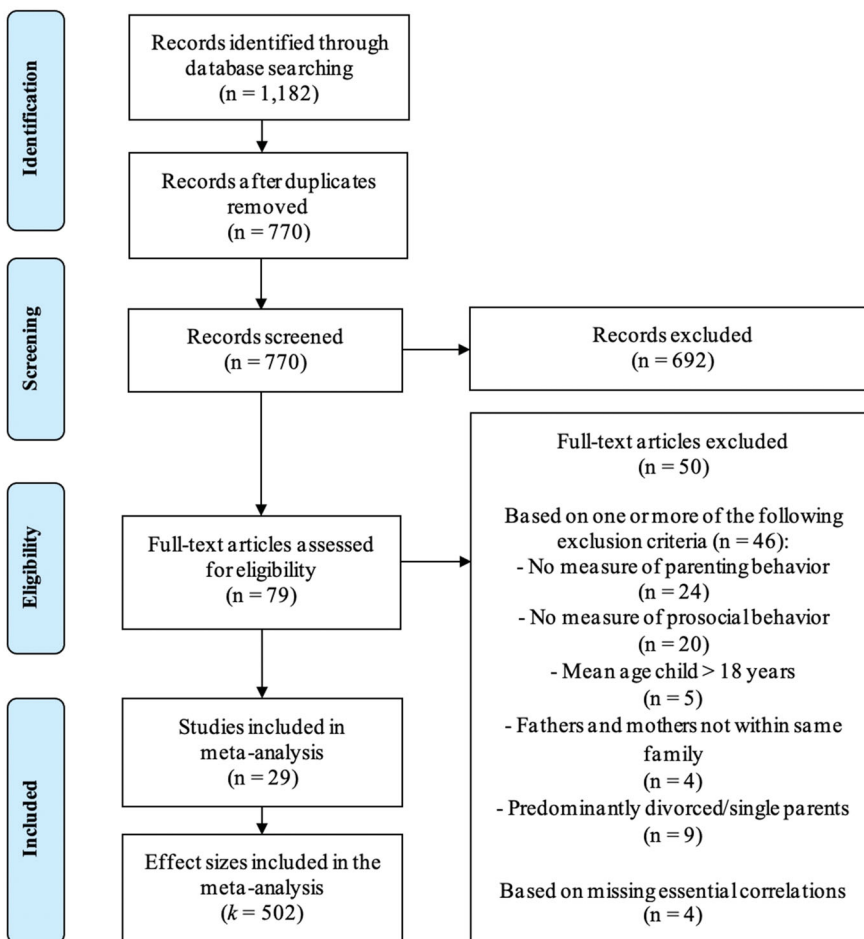 Identification
Records identified through
database searching
(n = 1,182)
Records after duplicates
removed
(n = 770)
Screening
Records screened
(n = 770)
Records excluded
(n = 692)
Eligibility
Full-text articles assessed
for eligibility
(n = 79)
Full-text articles excluded
(n = 50)
Based on one or more of the following
exclusion criteria (n = 46):
- No measure of parenting behavior
(n = 24)
- No measure of prosocial behavior
(n = 20)
- Mean age child > 18 years
(n = 5)
- Fathers and mothers not within same
family
(n = 4)
- Predominantly divorced/single parents
(n = 9)
Based on missing essential correlations
(n = 4)
Included
Studies included in
meta-analysis
(n = 29)
Effect sizes included in the
meta-analysis
(k = 502)